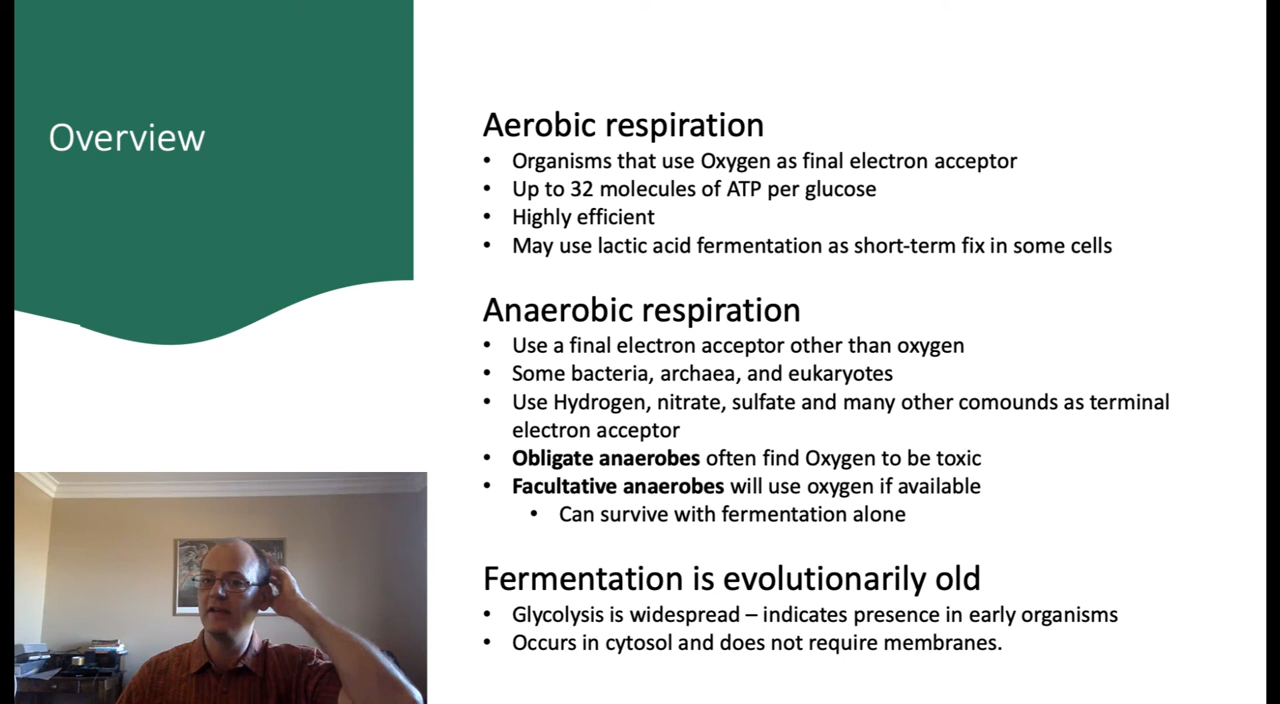 Overview
Aerobic respiration
• Organisms that use Oxygen as final electron acceptor
• Up to 32 molecules of ATP per glucose
• Highly efficient
• May use lactic acid fermentation as short-term fix in some cells
Anaerobic respiration
• Use a final electron acceptor other than oxygen
• Some bacteria, archaea, and eukaryotes
• Use Hydrogen, nitrate, sulfate and many other comounds as terminal
electron acceptor
• Obligate anaerobes often find Oxygen to be toxic
• Facultative anaerobes will use oxygen if available
• Can survive with fermentation alone
Fermentation is evolutionarily old
• Glycolysis is widespread – indicates presence in early organisms
• Occurs in cytosol and does not require membranes.